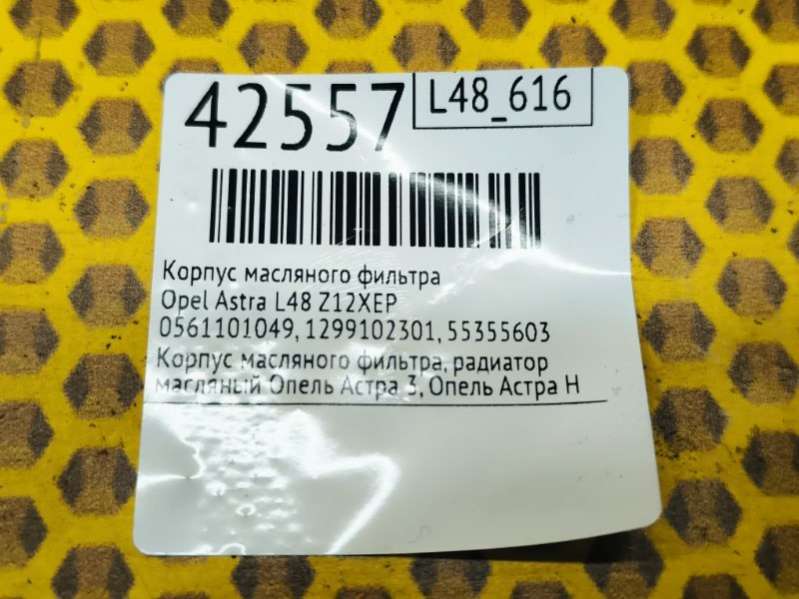 42557
L48_616
Корпус масляного фильтра
Opel Astra L48 Z12XEP
0561101049, 1299102301, 55355603
Корпус масляного фильтра, радиатор
масляный Опель Астра 3, Опель Астра Н